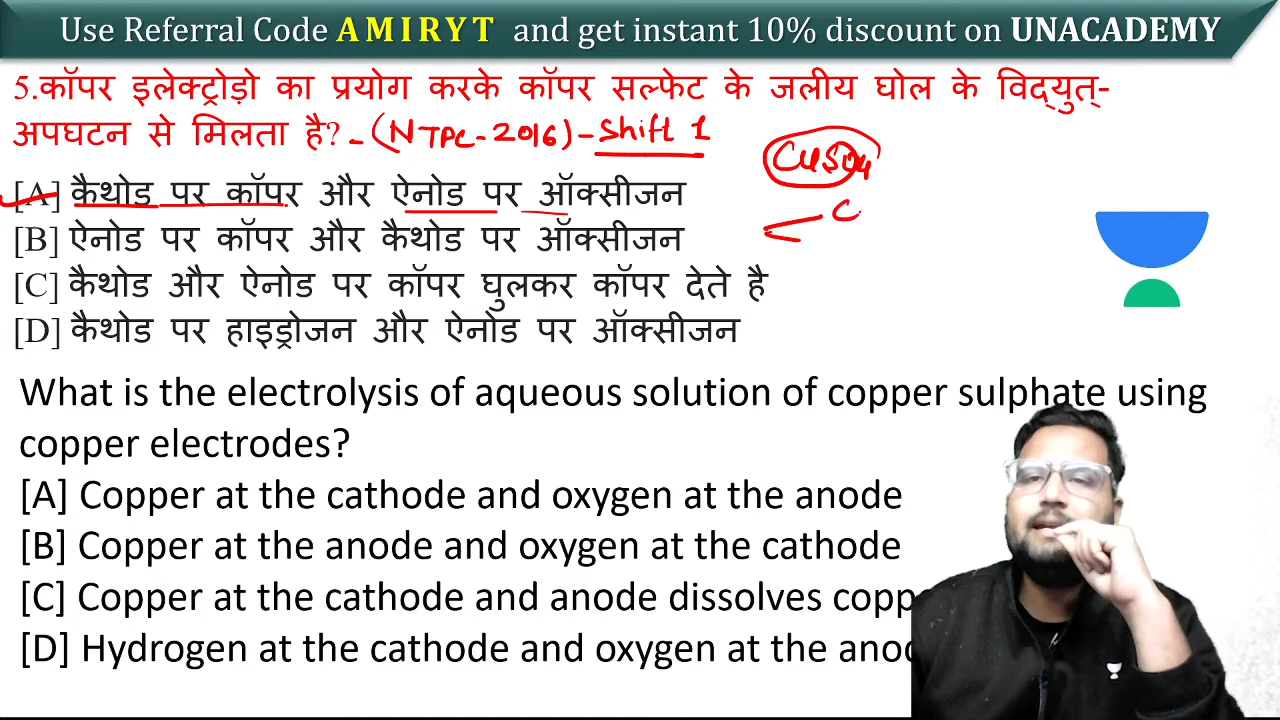 Use Referral Code AMIRYT and get instant 10% discount on UNACADEMY
5.कॉपर इलेक्ट्रोड़ो का प्रयोग करके कॉपर सल्फेट के जलीय घोल के विद्युत्-
अपघटन से मिलता है? - (NTPC - 2016) - Shift 1
CuSO4
[A] कैथोड पर कॉपर और ऐनोड पर ऑक्सीजन
C
[B] ऐनोड पर कॉपर और कैथोड पर ऑक्सीजन
[C] कैथोड और ऐनोड पर कॉपर घुलकर कॉपर देते है
[D] कैथोड पर हाइड्रोजन और ऐनोड पर ऑक्सीजन
What is the electrolysis of aqueous solution of copper sulphate using
copper electrodes?
[A] Copper at the cathode and oxygen at the anode
[B] Copper at the anode and oxygen at the cathode
[C] Copper at the cathode and anode dissolves
[D] Hydrogen at the cathode and oxygen at the